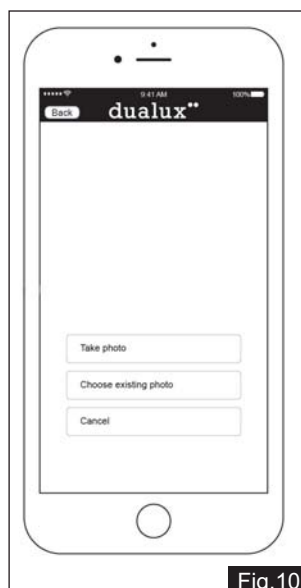 9:41 AM 100%
Back dualux
Take photo
Choose existing photo
Cancel
Fig.10